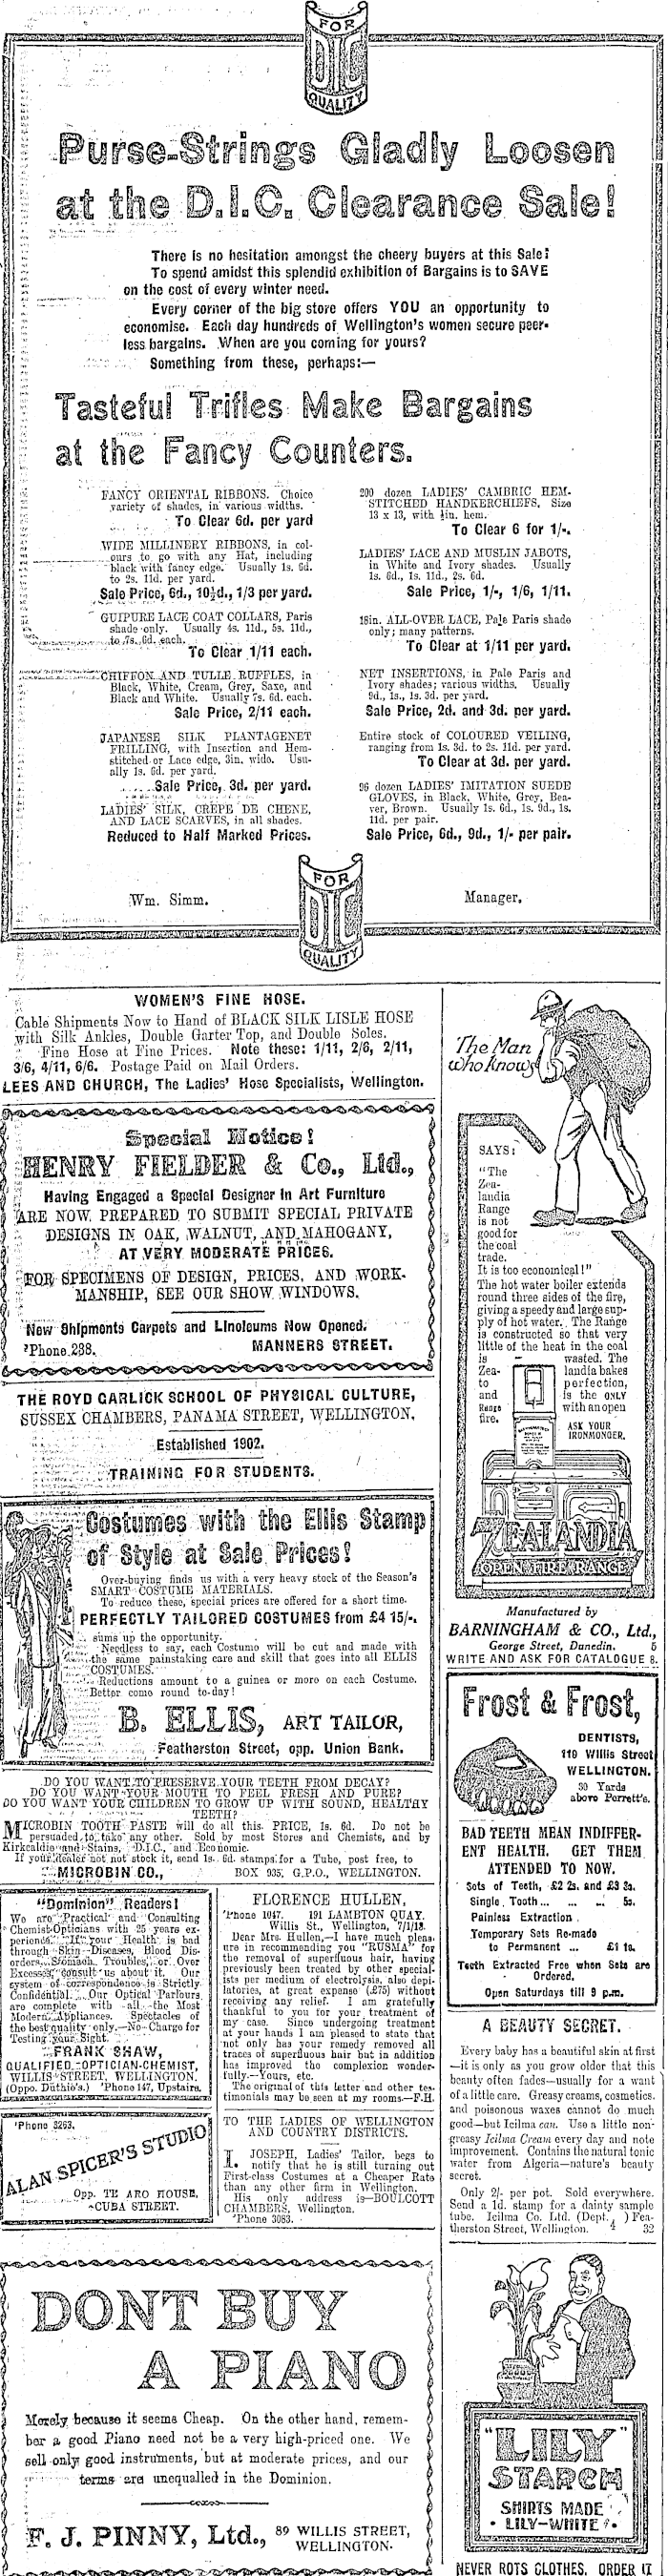 FOR
DIC
QUALITY
Purse-Strings Gladly Loosen
at the D.I.C. Clearance Sale!
There is no hesitation amongst the cheery buyers at this Sale!
To spend amidst this splendid exhibition of Bargains is to SAVE
on the cost of every winter need.
Every corner of the big store offers YOU an opportunity to
economise. Each day hundreds of Wellington's women secure peer-
less bargains. When are you coming for yours?
Something from these, perhaps:—
Tasteful Trifles Make Bargains
at the Fancy Counters.
FANCY ORIENTAL RIBBONS. Choice
variety of shades, in various widths.
To Clear 6d. per yard
WIDE MILLINERY RIBBONS, in col-
ours to go with any Hat, including
black with fancy edge. Usually 1s. 6d.
to 2s. 11d. per yard.
Sale Price, 6d., 10½d., 1/3 per yard.
GUIPURE LACE COAT COLLARS, Paris
shade only. Usually 4s. 11d., 5s. 11d.,
to 7s. 6d. each.
To Clear 1/11 each.
CHIFFON AND TULLE RUFFLES, in
Black, White, Cream, Grey, Saxe, and
Black and White. Usually 7s. 6d. each.
Sale Price, 2/11 each.
JAPANESE SILK PLANTAGENET
FRILLING, with Insertion and Hem-
stitched or Lace edge, 3in. wide. Usu-
ally 1s. 6d. per yard.
Sale Price, 3d. per yard.
LADIES' SILK, CREPE DE CHENE,
AND LACE SCARVES, in all shades.
Reduced to Half Marked Prices.
200 dozen LADIES' CAMBRIC HEM-
STITCHED HANDKERCHIEFS. Size
13 x 13, with ½in. hem.
To Clear 6 for 1/-.
LADIES' LACE AND MUSLIN JABOTS,
in White and Ivory shades. Usually
1s. 6d., 1s. 11d., 2s. 6d.
Sale Price, 1/-, 1/6, 1/11.
18in. ALL-OVER LACE, Pale Paris shade
only; many patterns.
To Clear at 1/11 per yard.
NET INSERTIONS, in Pale Paris and
Ivory shades; various widths. Usually
9d., 1s., 1s. 3d. per yard.
Sale Price, 2d. and 3d. per yard.
Entire stock of COLOURED VEILING,
ranging from 1s. 3d. to 2s. 11d. per yard.
To Clear at 3d. per yard.
96 dozen LADIES' IMITATION SUEDE
GLOVES, in Black, White, Grey, Bea-
ver, Brown. Usually 1s. 6d., 1s. 9d., 1s.
11d. per pair.
Sale Price, 6d., 9d., 1/- per pair.
Wm. Simm. Manager.
FOR
DIC
QUALITY
WOMEN'S FINE HOSE.
Cable Shipments Now to Hand of BLACK SILK LISLE HOSE
with Silk Ankles, Double Garter Top, and Double Soles.
Fine Hose at Fine Prices. Note these: 1/11, 2/6, 2/11,
3/6, 4/11, 6/6. Postage Paid on Mail Orders.
LEES AND CHURCH, The Ladies' Hose Specialists, Wellington.
Special Notice!
HENRY FIELDER & Co., Ltd.,
Having Engaged a Special Designer in Art Furniture
ARE NOW PREPARED TO SUBMIT SPECIAL PRIVATE
DESIGNS IN OAK, WALNUT, AND MAHOGANY,
AT VERY MODERATE PRICES.
FOR SPECIMENS OF DESIGN, PRICES, AND WORK-
MANSHIP, SEE OUR SHOW WINDOWS.
New Shipments Carpets and Linoleums Now Opened.
'Phone 238. MANNERS STREET.
THE ROYD GARLICK SCHOOL OF PHYSICAL CULTURE,
SUSSEX CHAMBERS, PANAMA STREET, WELLINGTON.
Established 1902.
TRAINING FOR STUDENTS.
Costumes with the Ellis Stamp
of Style at Sale Prices!
Over-buying finds us with a very heavy stock of the Season's
SMART COSTUME MATERIALS.
To reduce these, special prices are offered for a short time.
PERFECTLY TAILORED COSTUMES from £4 15/-.
sums up the opportunity.
Needless to say, each Costume will be cut and made with
the same painstaking care and skill that goes into all ELLIS
COSTUMES.
Reductions amount to a guinea or more on each Costume.
Better come round to-day!
B. ELLIS, ART TAILOR,
Featherston Street, opp. Union Bank.
DO YOU WANT TO PRESERVE YOUR TEETH FROM DECAY?
DO YOU WANT YOUR MOUTH TO FEEL FRESH AND PURE?
DO YOU WANT YOUR CHILDREN TO GROW UP WITH SOUND, HEALTHY
TEETH?
MICROBIN TOOTH PASTE will do all this. PRICE, 1s. 6d. Do not be
persuaded to take any other. Sold by most Stores and Chemists, and by
Kirkcaldie and Stains, D.I.C., and Economic.
If your dealer does not stock it, send 1s. 6d. stamps for a Tube, post free, to
MICROBIN CO., BOX 935, G.P.O., WELLINGTON.
"Dominion" Readers!
We are Practical and Consulting
Chemist-Opticians with 25 years ex-
perience. If your Health is bad
through Skin Diseases, Blood Dis-
orders, Stomach Troubles, or Over
Excesses, consult us about it. Our
system of correspondence is Strictly
Confidential. Our Optical Parlours
are complete with all the Most
Modern Appliances. Spectacles of
the best quality only.—No Charge for
Testing your Sight.
FRANK SHAW,
QUALIFIED OPTICIAN-CHEMIST,
WILLIS STREET, WELLINGTON.
(Oppo. Duthie's.) 'Phone 147, Upstairs.
'Phone 3263.
ALAN SPICER'S STUDIO
Opp. TE ARO HOUSE,
CUBA STREET.
FLORENCE HULLEN,
'Phone 1047. 191 LAMBTON QUAY.
Willis St., Wellington, 7/1/13.
Dear Mrs. Hullen,—I have much pleas-
ure in recommending you "RUSMA" for
the removal of superfluous hair, having
previously been treated by other special-
ists per medium of electrolysis, also depi-
latories, at great expense (£75) without
receiving any relief. I am gratefully
thankful to you for your treatment of
my case. Since undergoing treatment
at your hands I am pleased to state that
not only has your remedy removed all
traces of superfluous hair but in addition
has improved the complexion wonder-
fully.—Yours, etc.
The original of this letter and other tes-
timonials may be seen at my rooms.—F.H.
TO THE LADIES OF WELLINGTON
AND COUNTRY DISTRICTS.
I. JOSEPH, Ladies' Tailor, begs to
notify that he is still turning out
First-class Costumes at a Cheaper Rate
than any other firm in Wellington.
His only address is—BOULCOTT
CHAMBERS, Wellington.
'Phone 3083.
DONT BUY
A PIANO
Merely because it seems Cheap. On the other hand, remem-
ber a good Piano need not be a very high-priced one. We
sell only good instruments, but at moderate prices, and our
terms are unequalled in the Dominion.
F. J. PINNY, Ltd., 89 WILLIS STREET,
WELLINGTON.
The Man
who knows
SAYS:
"The
Zea-
landia
Range
is not
good for
the coal
trade.
It is too economical!"
The hot water boiler extends
round three sides of the fire,
giving a speedy and large sup-
ply of hot water. The Range
is constructed so that very
little of the heat in the coal
is wasted. The
Zea- landia bakes
to perfection,
and is the ONLY
Range with an open
fire.
ASK YOUR
IRONMONGER.
ZEALANDIA
OPEN FIRE RANGE
Manufactured by
BARNINGHAM & CO., Ltd.,
George Street, Dunedin. 5
WRITE AND ASK FOR CATALOGUE 8.
Frost & Frost,
DENTISTS,
110 Willis Street
WELLINGTON.
30 Yards
above Perrett's.
BAD TEETH MEAN INDIFFER-
ENT HEALTH. GET THEM
ATTENDED TO NOW.
Sets of Teeth, £2 2s. and £3 3s.
Single Tooth... ... ... 5s.
Painless Extraction
Temporary Sets Re-made
to Permanent ... £1 1s.
Teeth Extracted Free when Sets are
Ordered.
Open Saturdays till 9 p.m.
A BEAUTY SECRET.
Every baby has a beautiful skin at first
—it is only as you grow older that this
beauty often fades—usually for a want
of a little care. Greasy creams, cosmetics,
and poisonous waxes cannot do much
good—but Icilma can. Use a little non-
greasy Icilma Cream every day and note
improvement. Contains the natural tonic
water from Algeria—nature's beauty
secret.
Only 2/- per pot. Sold everywhere.
Send a 1d. stamp for a dainty sample
tube. Icilma Co. Ltd. (Dept. 4) Fea-
therston Street, Wellington. 32
"LILY"
STARCH
SHIRTS MADE
• LILY-WHITE •
NEVER ROTS CLOTHES. ORDER IT